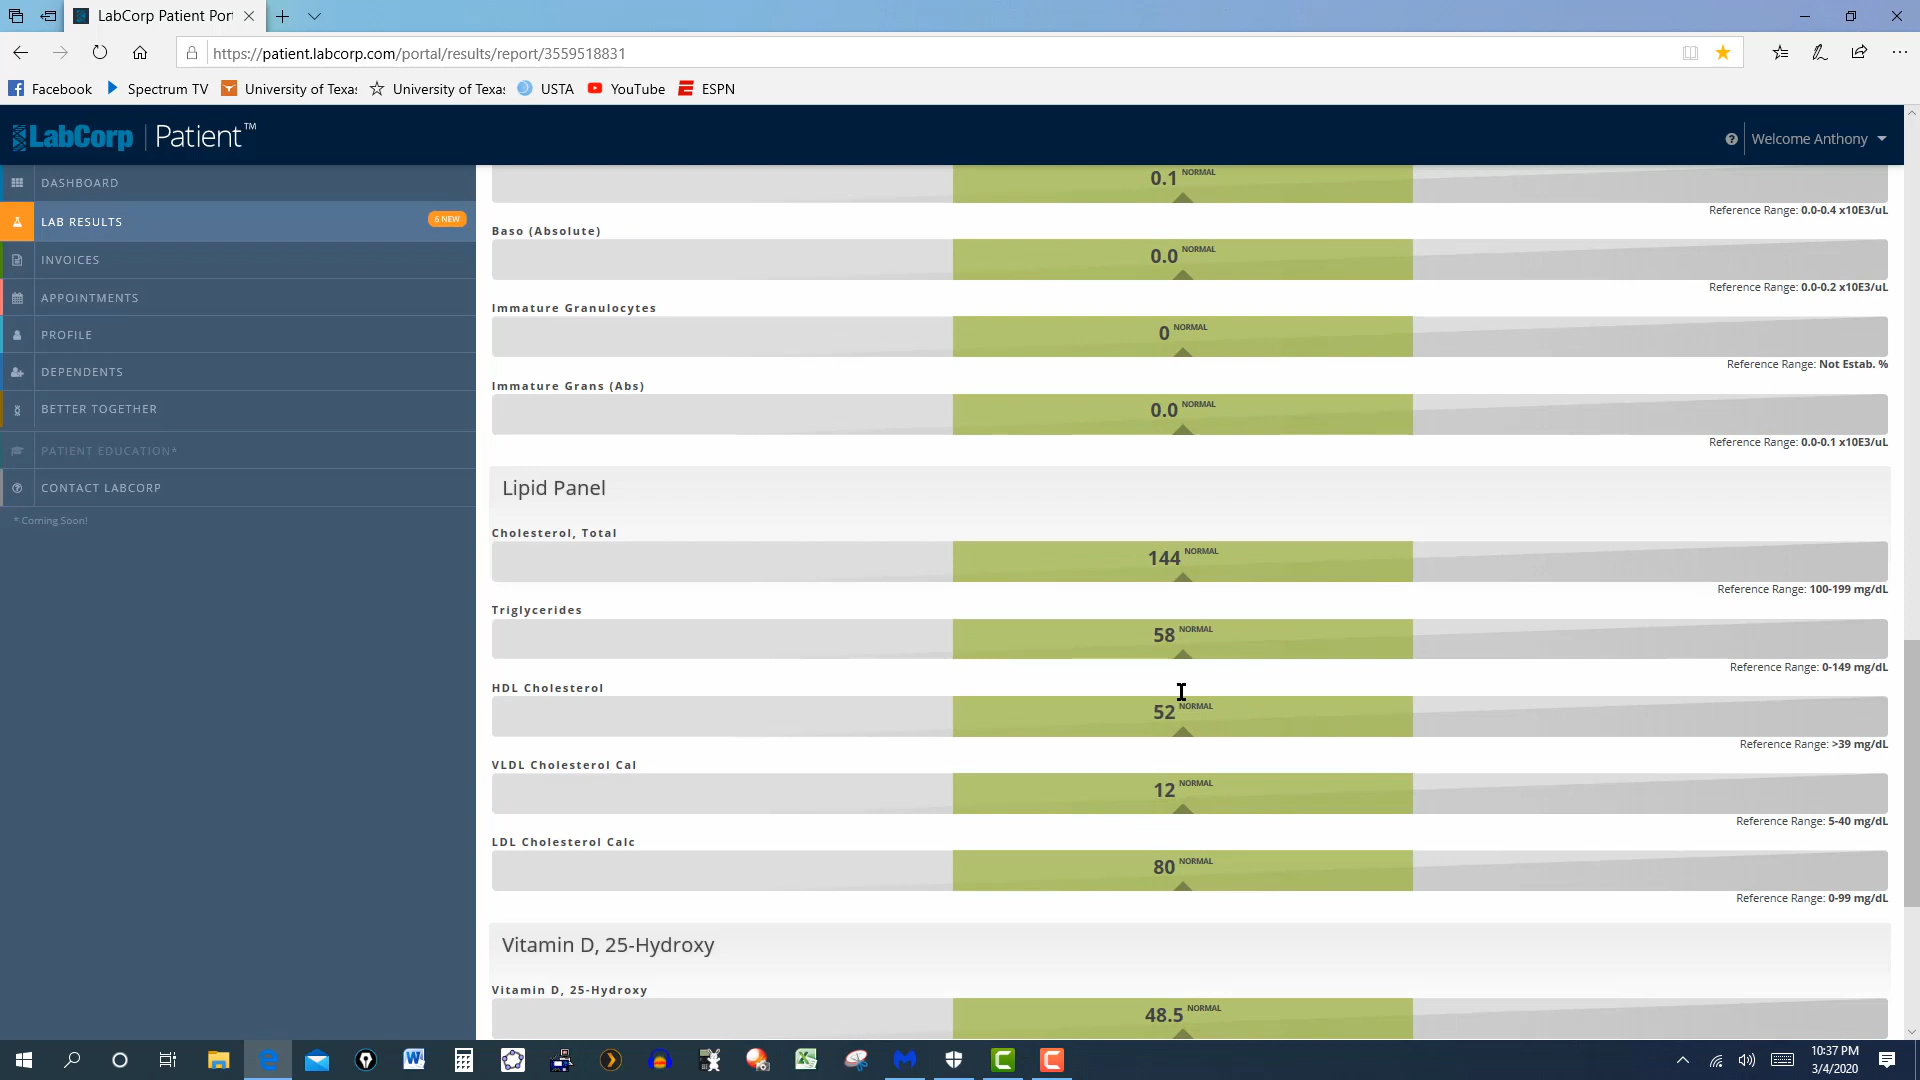 LabCorp Patient Port
https://patient.labcorp.com/portal/results/report/3559518831
Facebook Spectrum TV University of Texas University of Texas USTA YouTube ESPN
LabCorp | Patient™
Welcome Anthony
DASHBOARD
LAB RESULTS 6 NEW
INVOICES
APPOINTMENTS
PROFILE
DEPENDENTS
BETTER TOGETHER
PATIENT EDUCATION*
CONTACT LABCORP
* Coming Soon!
0.1 NORMAL
Reference Range: 0.0-0.4 x10E3/uL
Baso (Absolute)
0.0 NORMAL
Reference Range: 0.0-0.2 x10E3/uL
Immature Granulocytes
0 NORMAL
Reference Range: Not Estab. %
Immature Grans (Abs)
0.0 NORMAL
Reference Range: 0.0-0.1 x10E3/uL
Lipid Panel
Cholesterol, Total
144 NORMAL
Reference Range: 100-199 mg/dL
Triglycerides
58 NORMAL
Reference Range: 0-149 mg/dL
HDL Cholesterol
52 NORMAL
Reference Range: >39 mg/dL
VLDL Cholesterol Cal
12 NORMAL
Reference Range: 5-40 mg/dL
LDL Cholesterol Calc
80 NORMAL
Reference Range: 0-99 mg/dL
Vitamin D, 25-Hydroxy
Vitamin D, 25-Hydroxy
48.5 NORMAL
10:37 PM
3/4/2020